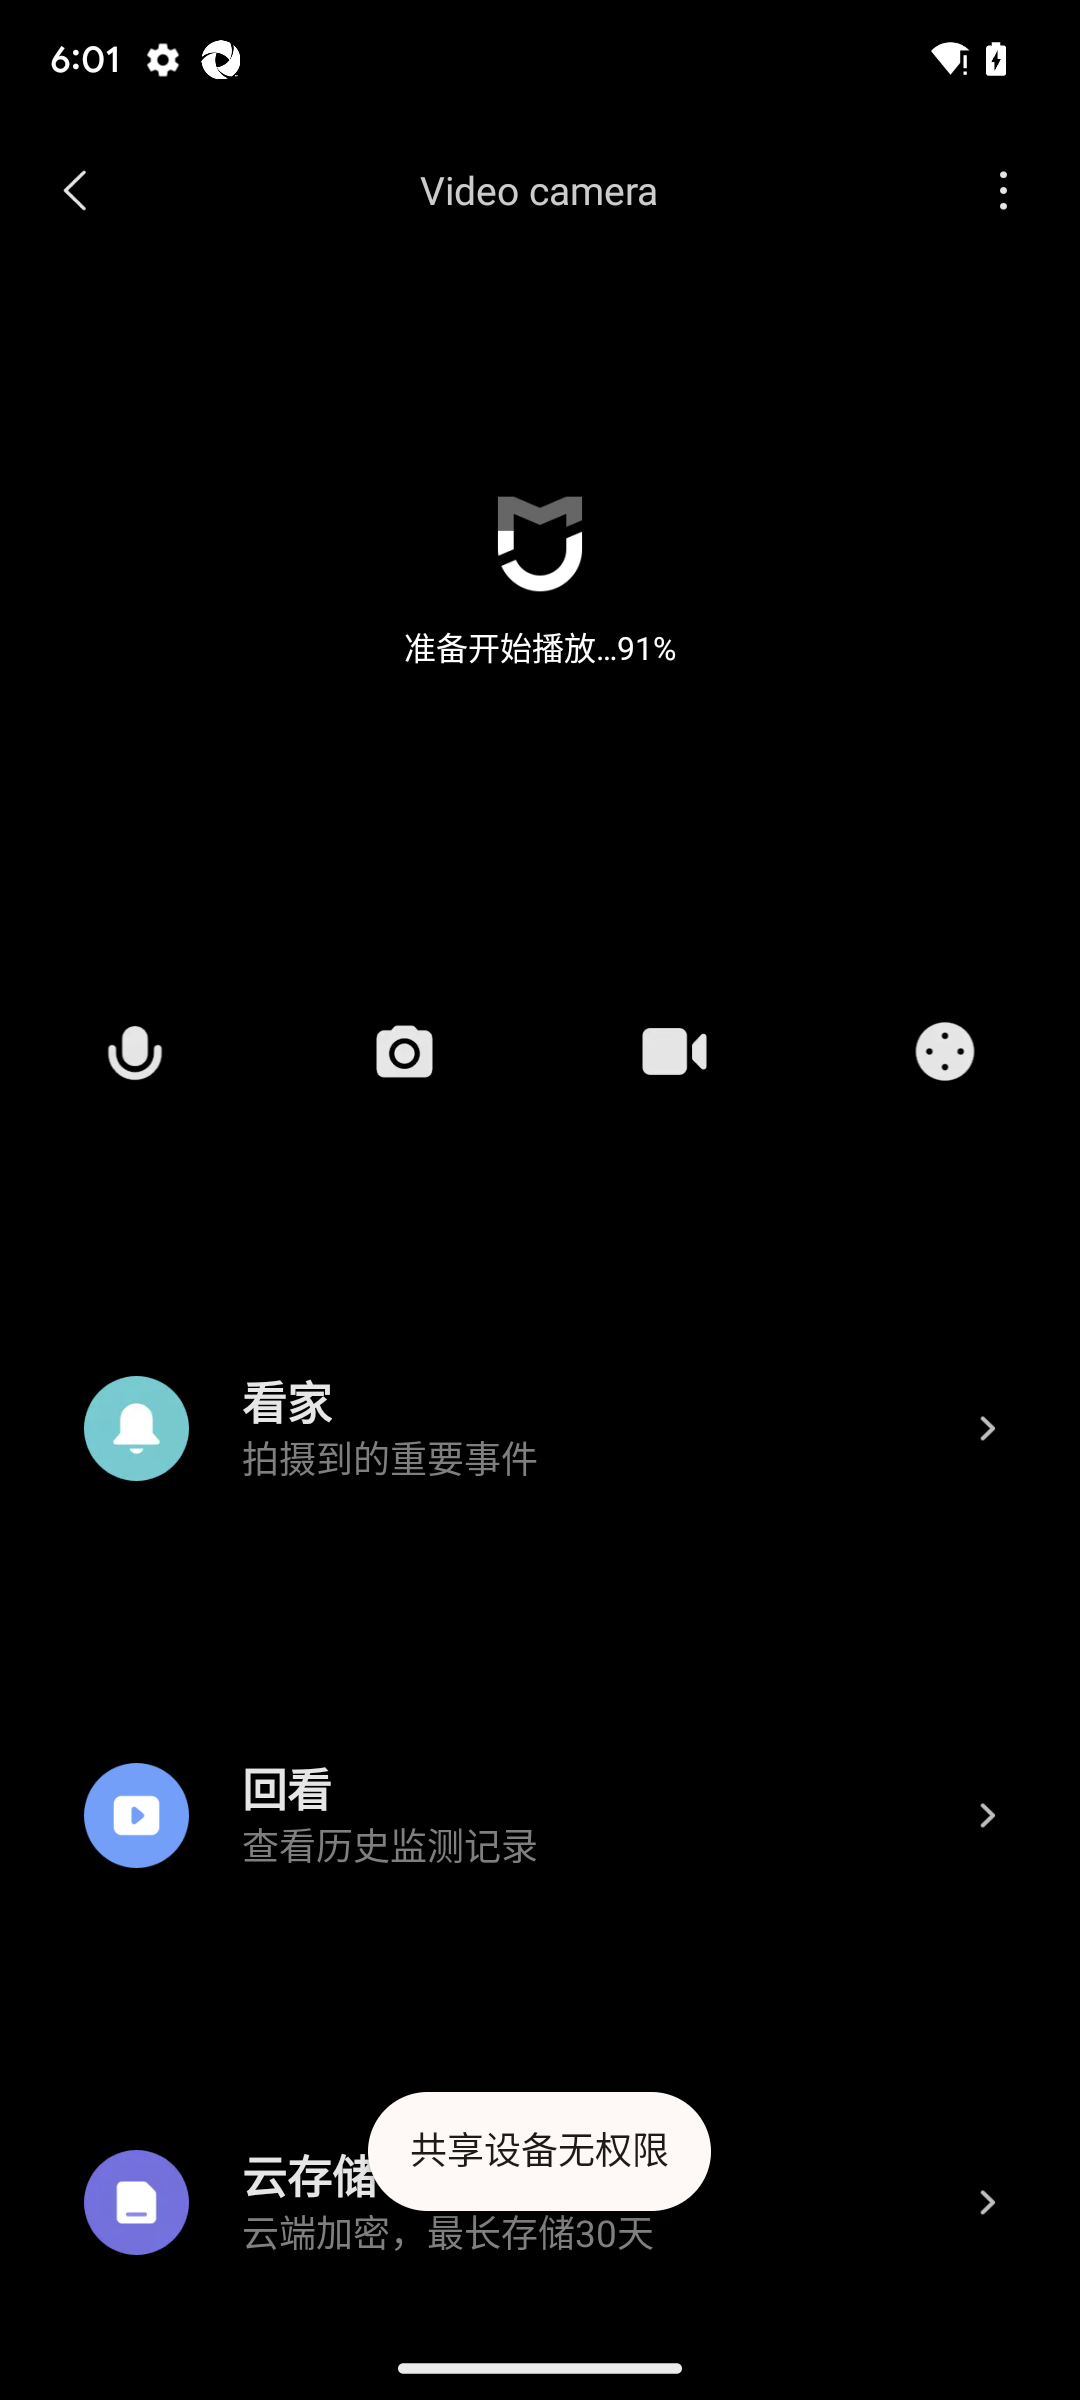 6:01
Video camera
准备开始播放...91%
看家
拍摄到的重要事件
回看
查看历史监测记录
共享设备无权限
云存储
云端加密，最长存储30天